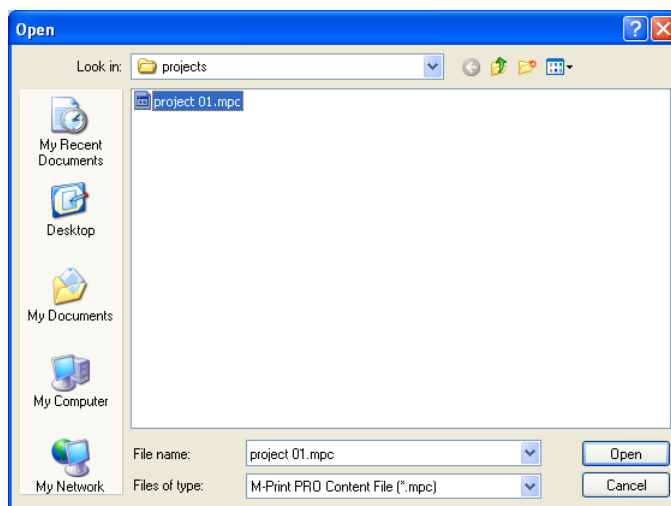 Open
Look in: projects
project 01.mpc
My Recent
Documents
Desktop
My Documents
My Computer
My Network
File name: project 01.mpc Open
Files of type: M-Print PRO Content File (*.mpc) Cancel